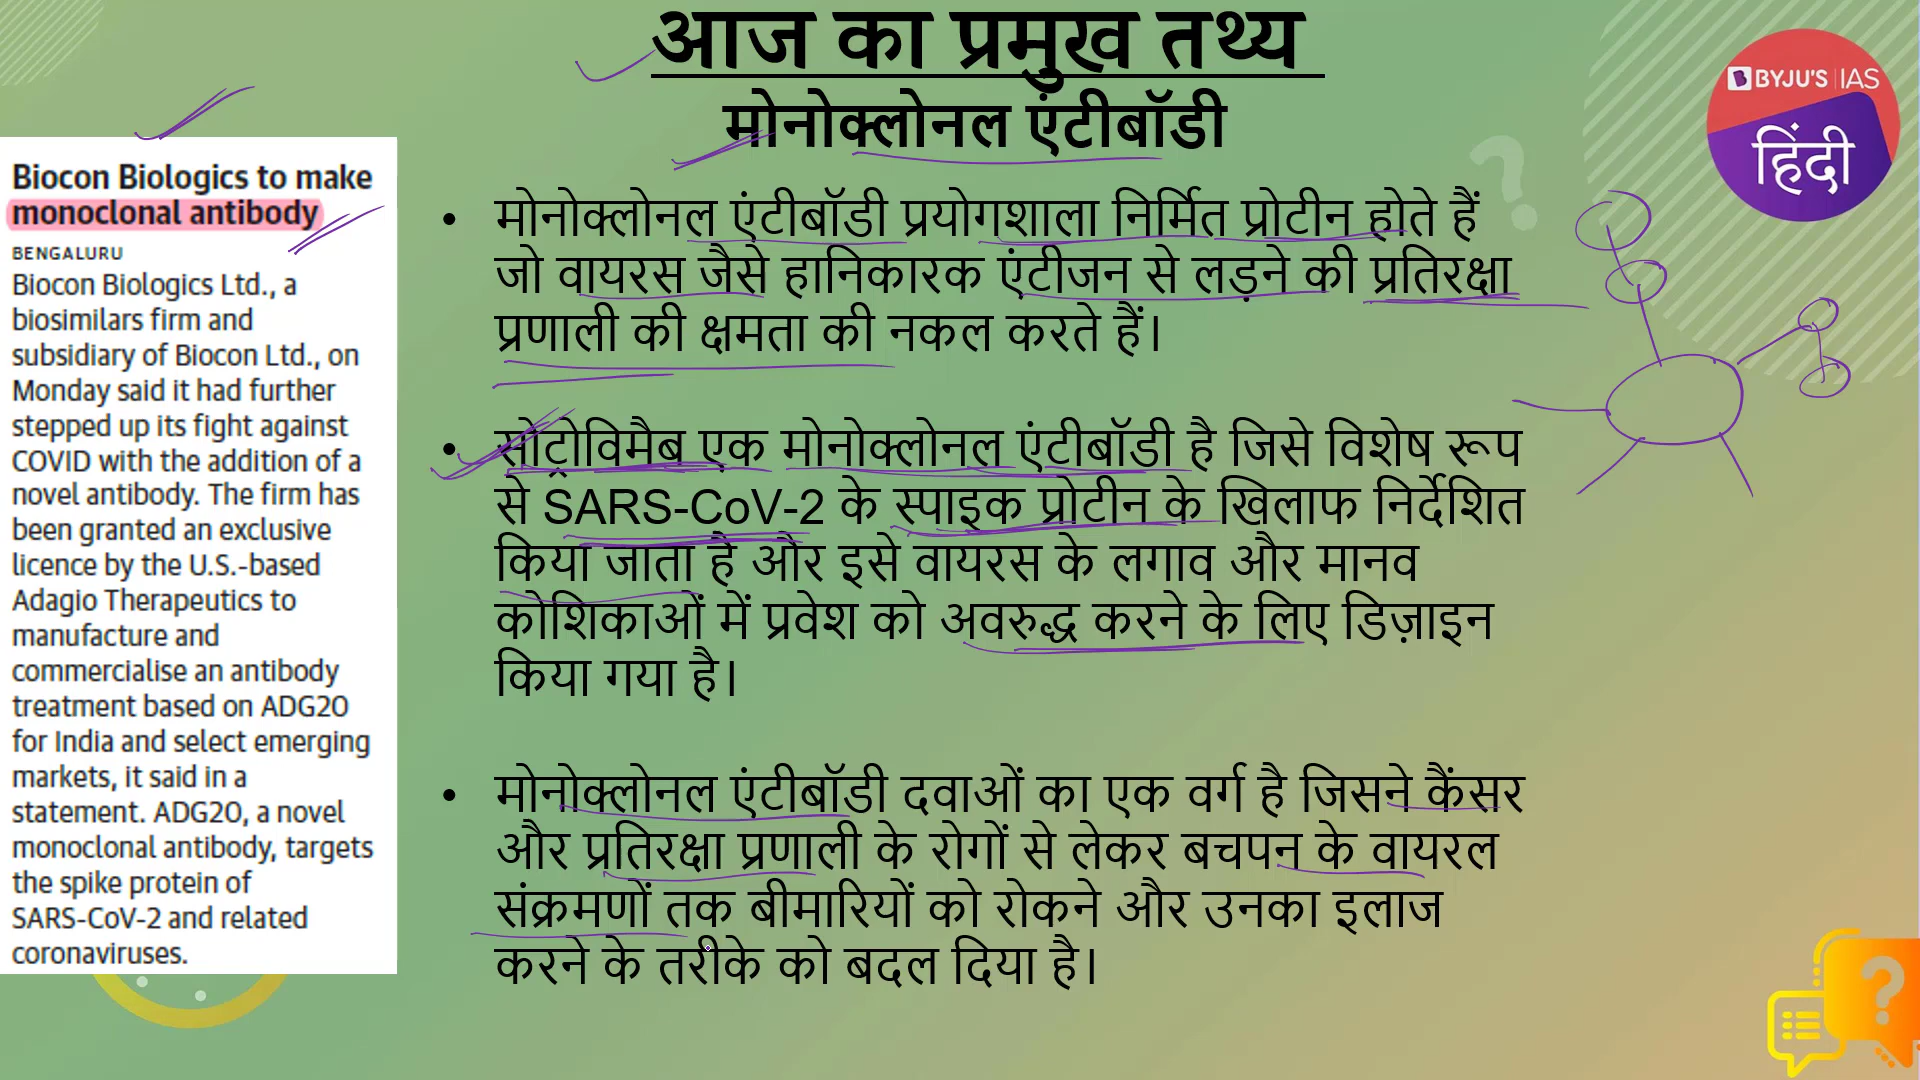 आज का प्रमुख तथ्य
मोनोक्लोनल एंटीबॉडी
BYJU'S IAS
हिंदी
Biocon Biologics to make
monoclonal antibody
BENGALURU
Biocon Biologics Ltd., a
biosimilars firm and
subsidiary of Biocon Ltd., on
Monday said it had further
stepped up its fight against
COVID with the addition of a
novel antibody. The firm has
been granted an exclusive
licence by the U.S.-based
Adagio Therapeutics to
manufacture and
commercialise an antibody
treatment based on ADG20
for India and select emerging
markets, it said in a
statement. ADG20, a novel
monoclonal antibody, targets
the spike protein of
SARS-CoV-2 and related
coronaviruses.
• मोनोक्लोनल एंटीबॉडी प्रयोगशाला निर्मित प्रोटीन होते हैं
जो वायरस जैसे हानिकारक एंटीजन से लड़ने की प्रतिरक्षा
प्रणाली की क्षमता की नकल करते हैं।
• सोट्रोविमैब एक मोनोक्लोनल एंटीबॉडी है जिसे विशेष रूप
से SARS-CoV-2 के स्पाइक प्रोटीन के खिलाफ निर्देशित
किया जाता है और इसे वायरस के लगाव और मानव
कोशिकाओं में प्रवेश को अवरुद्ध करने के लिए डिज़ाइन
किया गया है।
• मोनोक्लोनल एंटीबॉडी दवाओं का एक वर्ग है जिसने कैंसर
और प्रतिरक्षा प्रणाली के रोगों से लेकर बचपन के वायरल
संक्रमणों तक बीमारियों को रोकने और उनका इलाज
करने के तरीके को बदल दिया है।